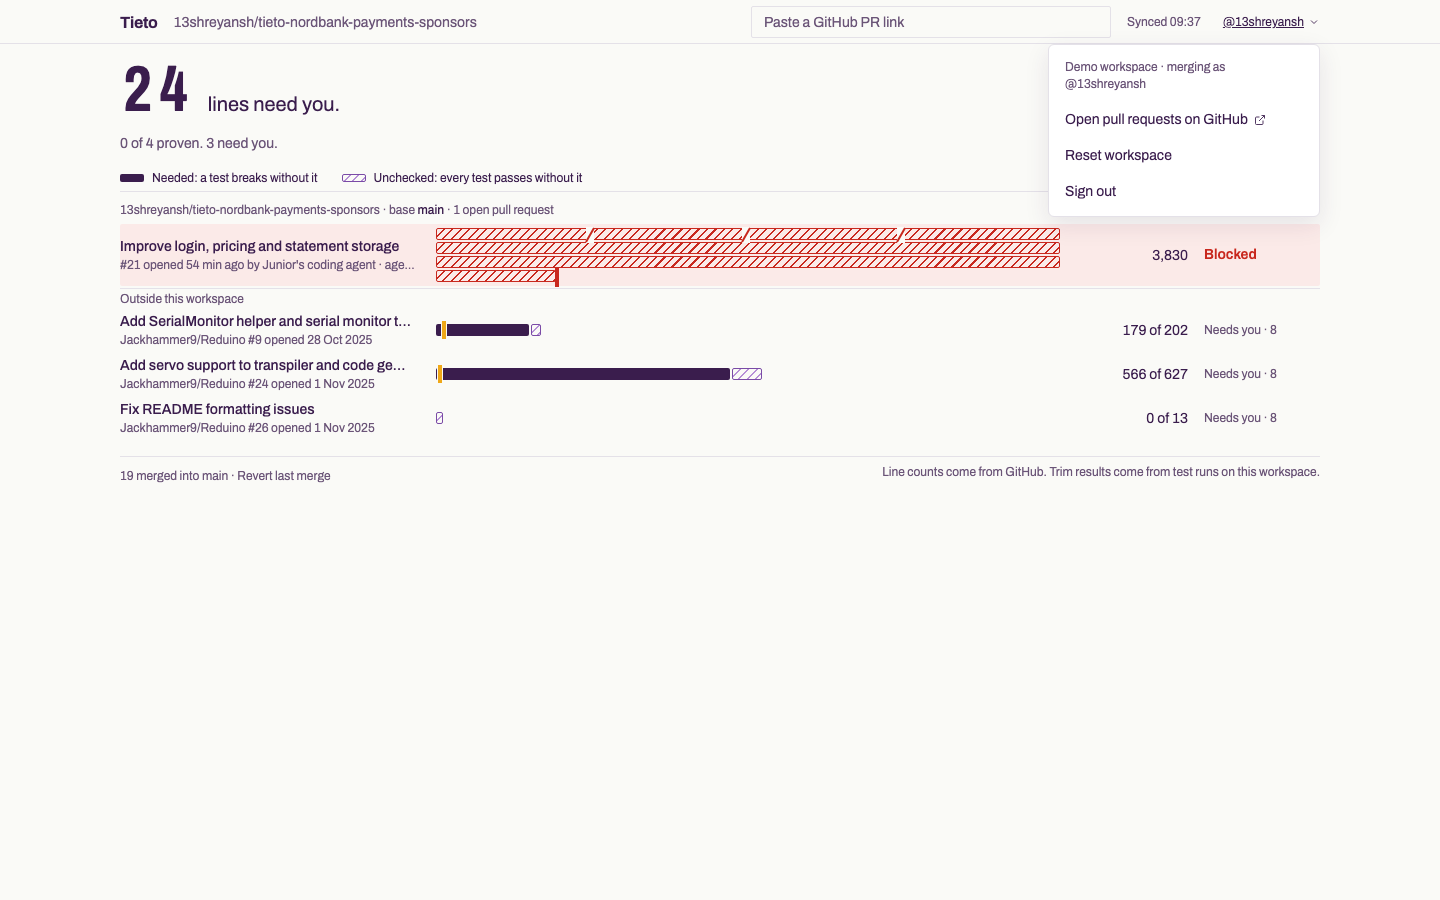 Tieto
13shreyansh/tieto-nordbank-payments-sponsors
Paste a GitHub PR link
Synced 09:37
@13shreyansh
Demo workspace · merging as
@13shreyansh
Open pull requests on GitHub
Reset workspace
Sign out
24 lines need you.
0 of 4 proven. 3 need you.
Needed: a test breaks without it
Unchecked: every test passes without it
13shreyansh/tieto-nordbank-payments-sponsors · base main · 1 open pull request
Improve login, pricing and statement storage
#21 opened 54 min ago by Junior's coding agent · age...
3,830
Blocked
Outside this workspace
Add SerialMonitor helper and serial monitor t...
Jackhammer9/Reduino #9 opened 28 Oct 2025
179 of 202
Needs you · 8
Add servo support to transpiler and code ge...
Jackhammer9/Reduino #24 opened 1 Nov 2025
566 of 627
Needs you · 8
Fix README formatting issues
Jackhammer9/Reduino #26 opened 1 Nov 2025
0 of 13
Needs you · 8
19 merged into main · Revert last merge
Line counts come from GitHub. Trim results come from test runs on this workspace.